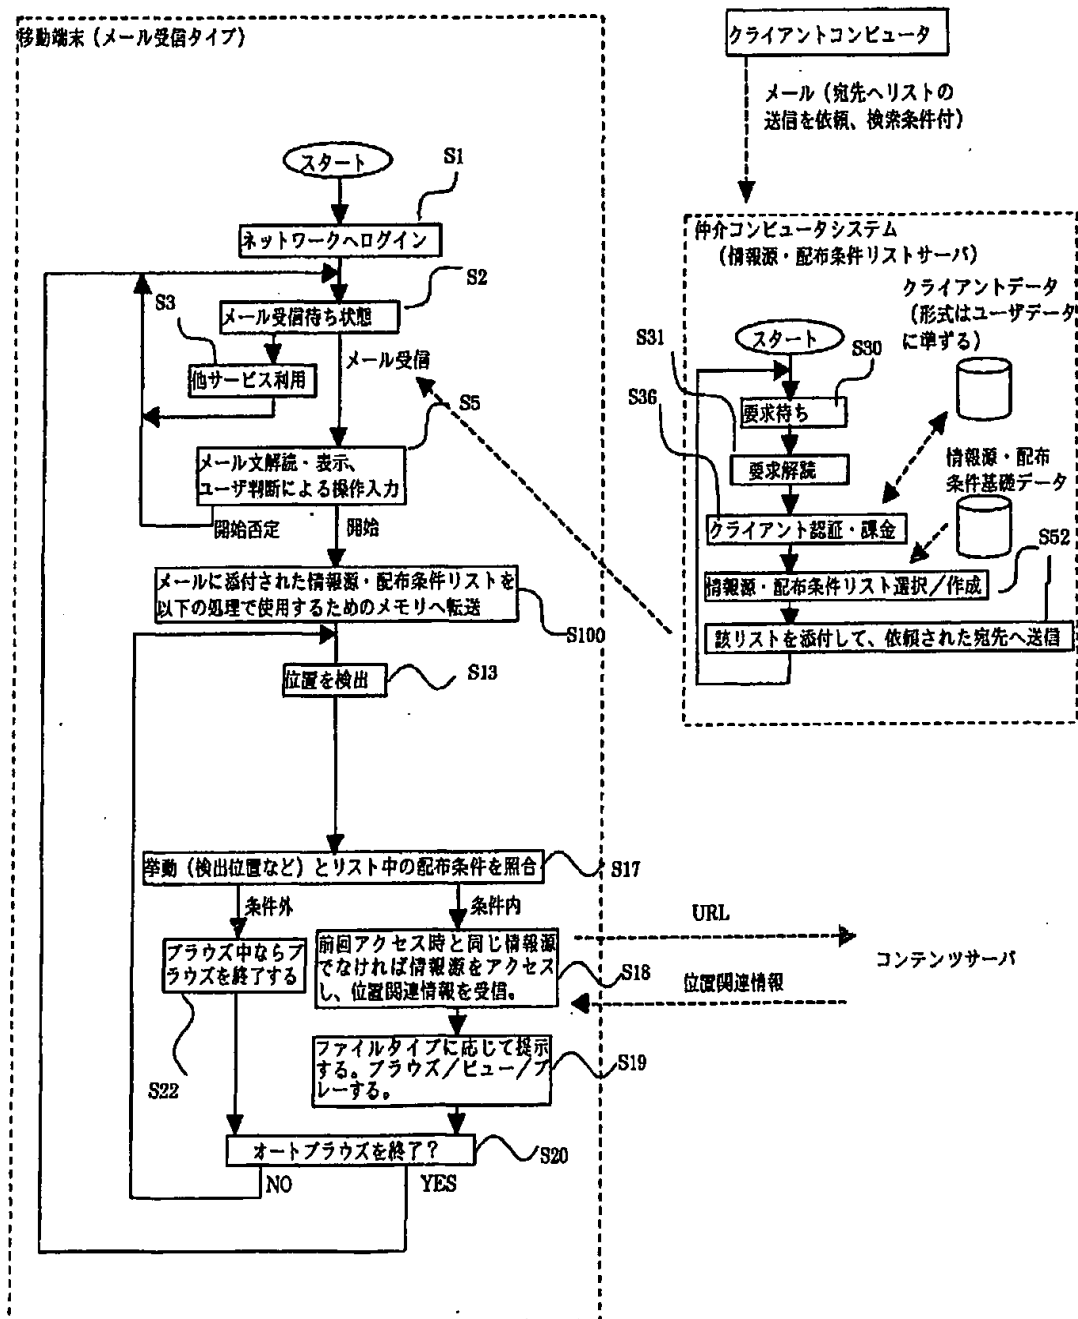 移動端末(メール受信タイプ)
スタート
S1
ネットワークへログイン
S2
メール受信待ち状態
S3
他サービス利用
メール受信
S5
メール文解読・表示、
ユーザ判断による操作入力
開始否定
開始
メールに添付された情報源・配布条件リストを
以下の処理で使用するためのメモリへ転送
S100
位置を検出
S13
挙動(検出位置など)とリスト中の配布条件を照合
S17
条件外
条件内
ブラウズ中ならブ
ラウズを終了する
S22
前回アクセス時と同じ情報源
でなければ情報源をアクセス
し、位置関連情報を受信。
S18
ファイルタイプに応じて提示
する。ブラウズ/ビュー/プ
レーする。
S19
オートブラウズを終了?
S20
NO
YES
クライアントコンピュータ
メール(宛先へリストの
送信を依頼、検索条件付)
仲介コンピュータシステム
(情報源・配布条件リストサーバ)
クライアントデータ
(形式はユーザデータ
に準ずる)
スタート
S30
S31
S36
要求待ち
要求解読
情報源・配布
条件基礎データ
クライアント認証・課金
S52
情報源・配布条件リスト選択/作成
該リストを添付して、依頼された宛先へ送信
URL
コンテンツサーバ
位置関連情報